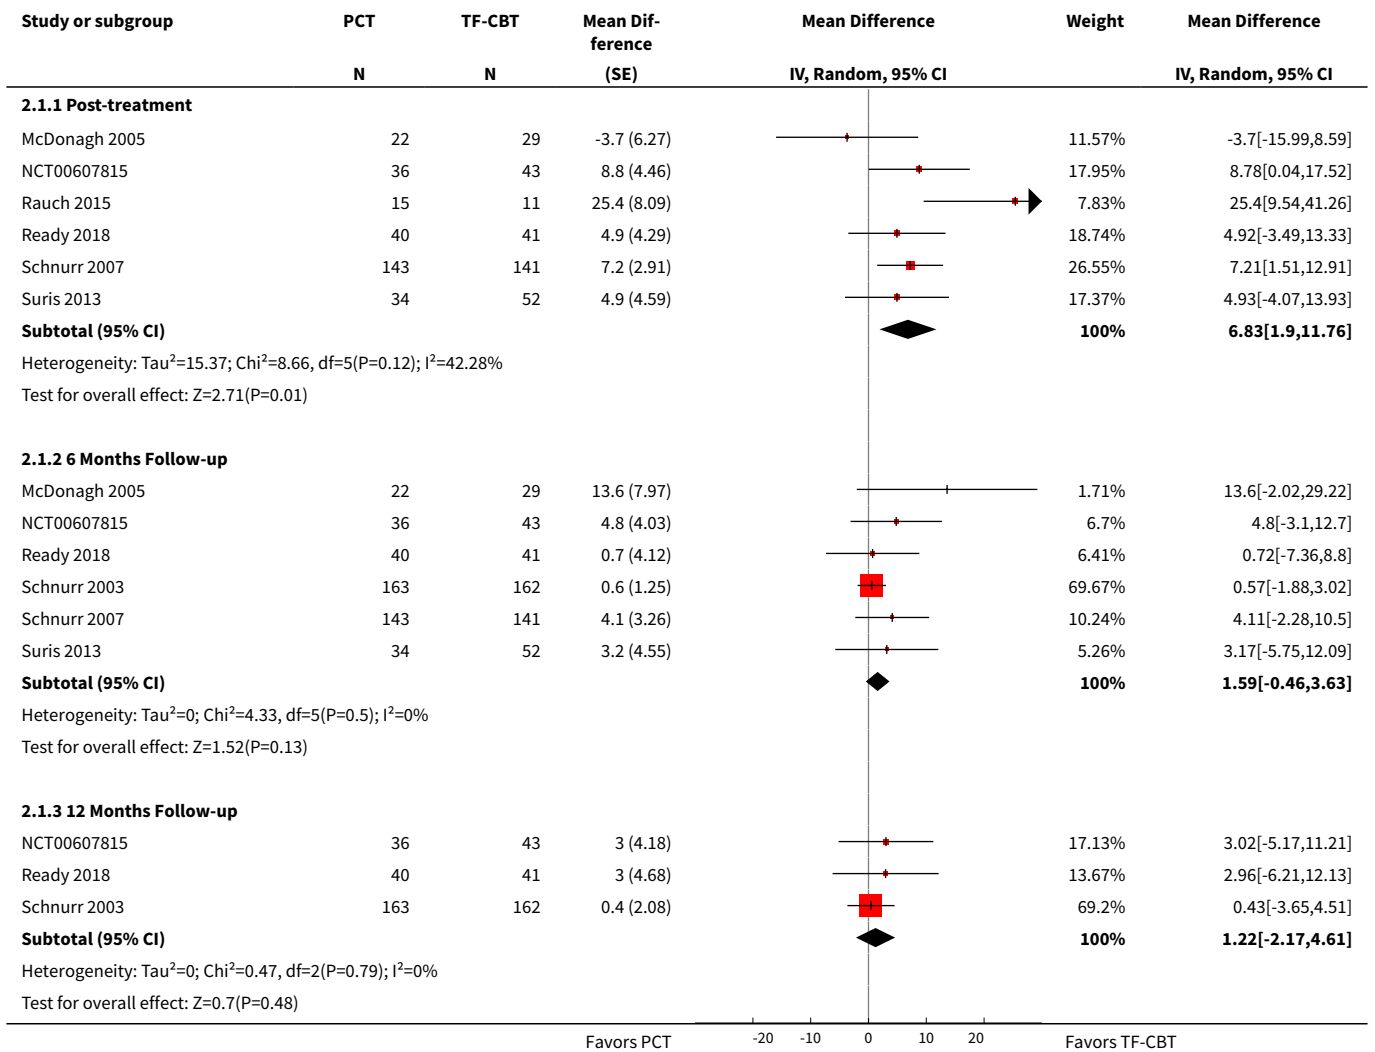 Study or subgroup PCT TF-CBT Mean Dif- Mean Difference Weight Mean Difference
ference
N N (SE) IV, Random, 95% CI IV, Random, 95% CI
2.1.1 Post-treatment
McDonagh 2005 22 29 -3.7 (6.27) 11.57% -3.7[-15.99,8.59]
NCT00607815 36 43 8.8 (4.46) 17.95% 8.78[0.04,17.52]
Rauch 2015 15 11 25.4 (8.09) 7.83% 25.4[9.54,41.26]
Ready 2018 40 41 4.9 (4.29) 18.74% 4.92[-3.49,13.33]
Schnurr 2007 143 141 7.2 (2.91) 26.55% 7.21[1.51,12.91]
Suris 2013 34 52 4.9 (4.59) 17.37% 4.93[-4.07,13.93]
Subtotal (95% CI) 100% 6.83[1.9,11.76]
Heterogeneity: Tau²=15.37; Chi²=8.66, df=5(P=0.12); I²=42.28%
Test for overall effect: Z=2.71(P=0.01)
2.1.2 6 Months Follow-up
McDonagh 2005 22 29 13.6 (7.97) 1.71% 13.6[-2.02,29.22]
NCT00607815 36 43 4.8 (4.03) 6.7% 4.8[-3.1,12.7]
Ready 2018 40 41 0.7 (4.12) 6.41% 0.72[-7.36,8.8]
Schnurr 2003 163 162 0.6 (1.25) 69.67% 0.57[-1.88,3.02]
Schnurr 2007 143 141 4.1 (3.26) 10.24% 4.11[-2.28,10.5]
Suris 2013 34 52 3.2 (4.55) 5.26% 3.17[-5.75,12.09]
Subtotal (95% CI) 100% 1.59[-0.46,3.63]
Heterogeneity: Tau²=0; Chi²=4.33, df=5(P=0.5); I²=0%
Test for overall effect: Z=1.52(P=0.13)
2.1.3 12 Months Follow-up
NCT00607815 36 43 3 (4.18) 17.13% 3.02[-5.17,11.21]
Ready 2018 40 41 3 (4.68) 13.67% 2.96[-6.21,12.13]
Schnurr 2003 163 162 0.4 (2.08) 69.2% 0.43[-3.65,4.51]
Subtotal (95% CI) 100% 1.22[-2.17,4.61]
Heterogeneity: Tau²=0; Chi²=0.47, df=2(P=0.79); I²=0%
Test for overall effect: Z=0.7(P=0.48)
Favors PCT -20 -10 0 10 20 Favors TF-CBT